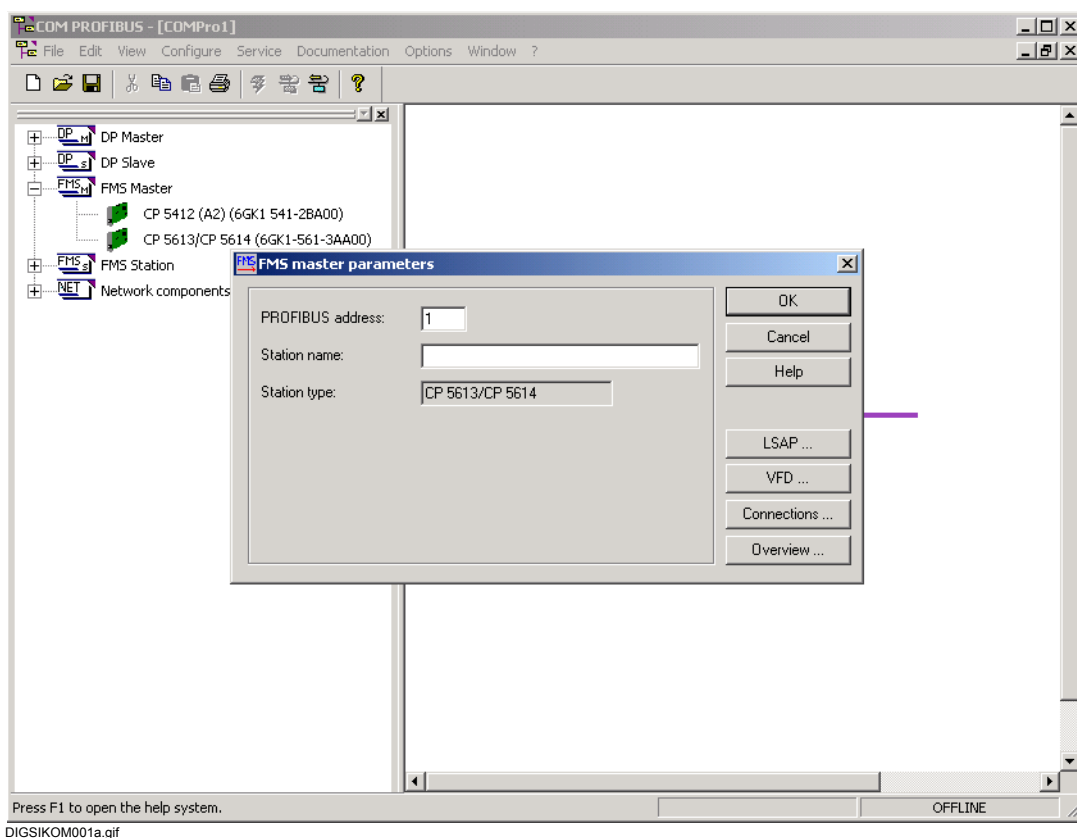 COM PROFIBUS - [COMPro1]
File Edit View Configure Service Documentation Options Window ?
DP M DP Master
DP s DP Slave
FMS M FMS Master
CP 5412 (A2) (6GK1 541-2BA00)
CP 5613/CP 5614 (6GK1-561-3AA00)
FMS s FMS Station
NET Network components
FMS FMS master parameters
PROFIBUS address: 1
Station name:
Station type: CP 5613/CP 5614
OK
Cancel
Help
LSAP ...
VFD ...
Connections ...
Overview ...
Press F1 to open the help system.
OFFLINE
DIGSIKOM001a.gif